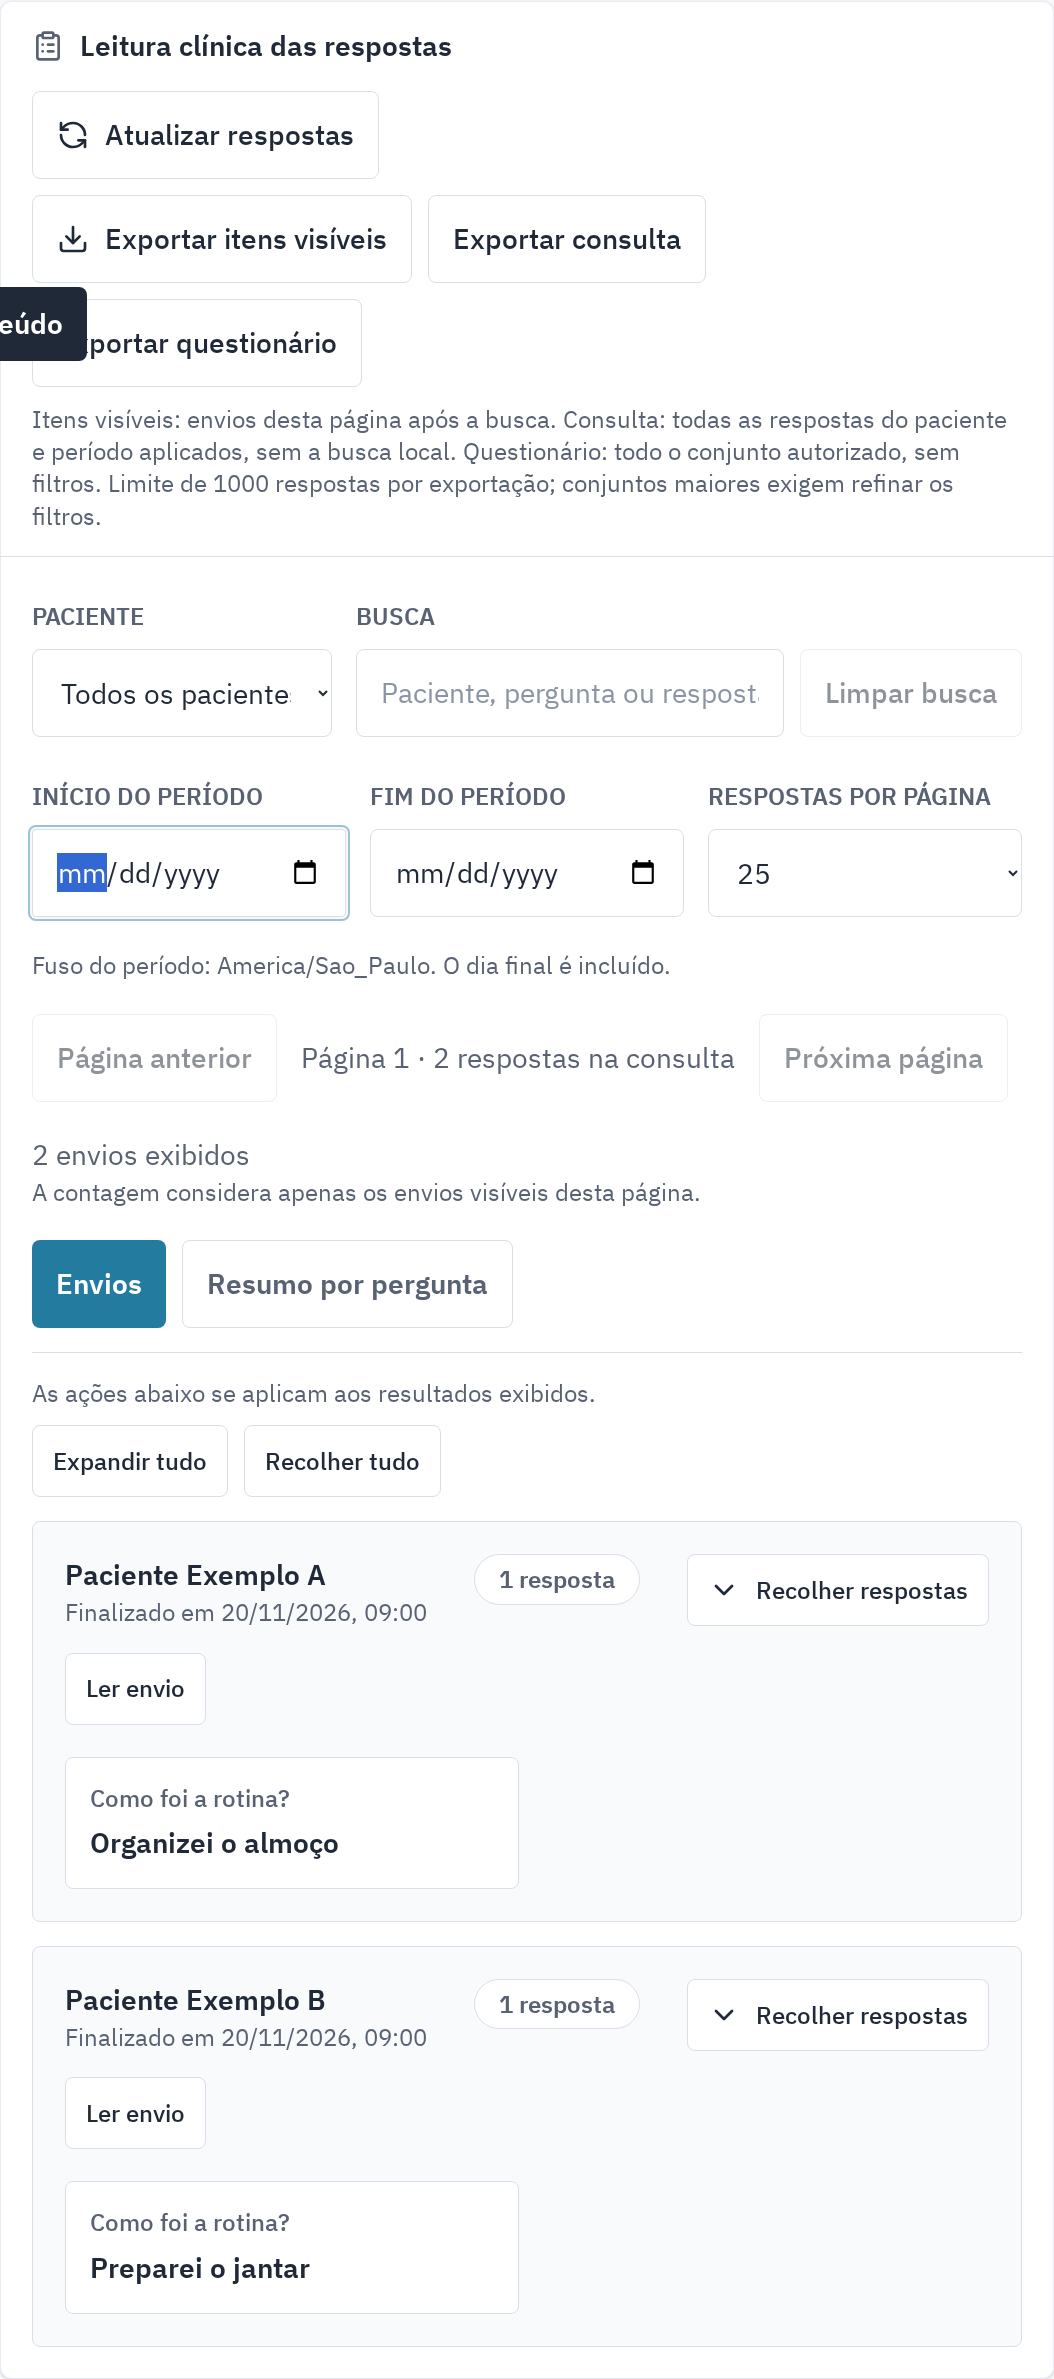 Leitura clínica das respostas
Atualizar respostas
Exportar itens visíveis
Exportar consulta
questionário
Itens visíveis: envios desta página após a busca. Consulta: todas as respostas do paciente
e período aplicados, sem a busca local. Questionário: todo o conjunto autorizado, sem
filtros. Limite de 1000 respostas por exportação; conjuntos maiores exigem refinar os
filtros.
PACIENTE
BUSCA
Todos os pacientes
Paciente, pergunta ou resposta
Limpar busca
INÍCIO DO PERÍODO
FIM DO PERÍODO
RESPOSTAS POR PÁGINA
mm/dd/yyyy
mm/dd/yyyy
25
Fuso do período: America/Sao_Paulo. O dia final é incluído.
Página anterior
Página 1 · 2 respostas na consulta
Próxima página
2 envios exibidos
A contagem considera apenas os envios visíveis desta página.
Envios
Resumo por pergunta
As ações abaixo se aplicam aos resultados exibidos.
Expandir tudo
Recolher tudo
Paciente Exemplo A
1 resposta
Recolher respostas
Finalizado em 20/11/2026, 09:00
Ler envio
Como foi a rotina?
Organizei o almoço
Paciente Exemplo B
1 resposta
Recolher respostas
Finalizado em 20/11/2026, 09:00
Ler envio
Como foi a rotina?
Preparei o jantar